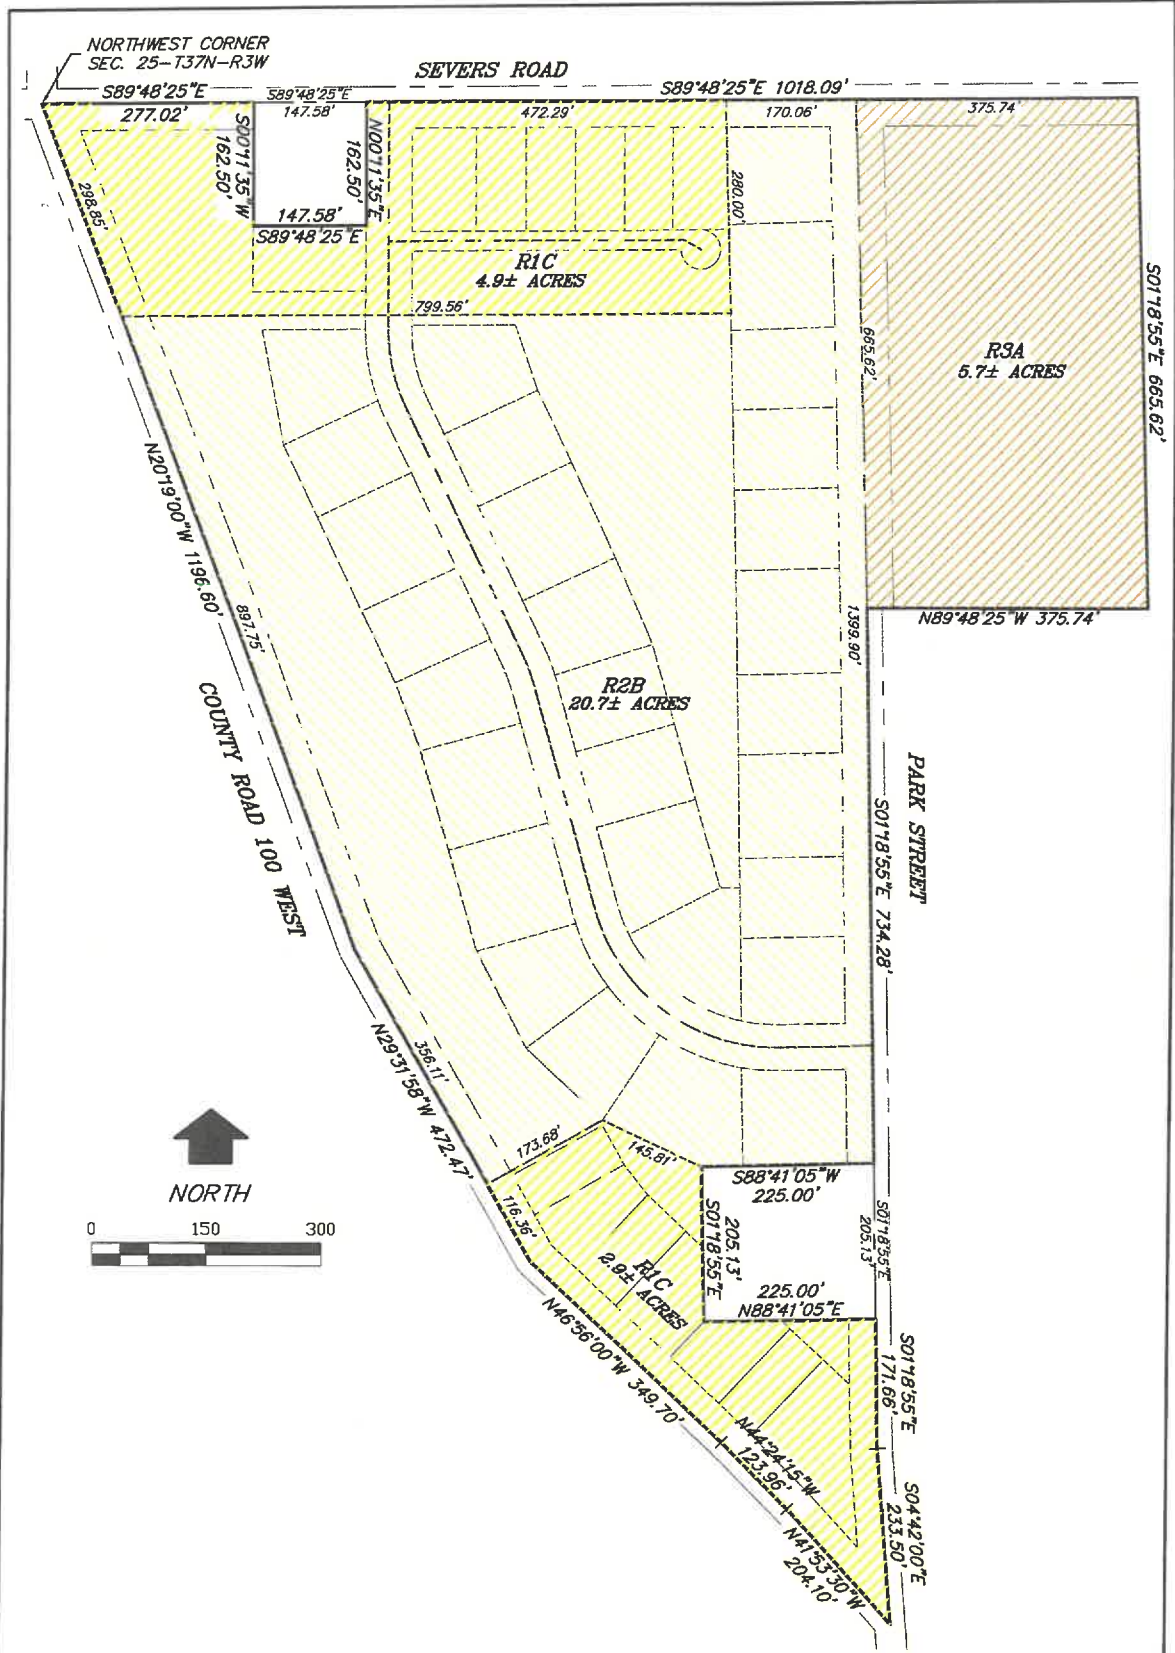 NORTHWEST CORNER
SEC. 25-T37N-R3W
SEVERS ROAD
S89°48'25"E
277.02'
S89°48'25"E
147.58'
S89°48'25"E 1018.09'
472.29'
170.06'
375.74'
S00°11'35"W
162.50'
N00°11'35"E
162.50'
147.58'
S89°48'25"E
298.85'
280.00'
R1C
4.9± ACRES
799.56'
665.62'
R3A
5.7± ACRES
S01°18'55"E 665.62'
N20°19'00"W 1196.60'
897.75'
1399.90'
N89°48'25"W 375.74'
R2B
20.7± ACRES
COUNTY ROAD 100 WEST
PARK STREET
S01°18'55"E 734.28'
N29°31'58"W 472.47'
356.11'
173.68'
145.81'
S88°41'05"W
225.00'
116.36'
205.13'
S01°18'55"E
S01°18'55"E
205.13'
225.00'
N88°41'05"E
R1C
2.9± ACRES
NORTH
0 150 300
N46°56'00"W 349.70'
S01°18'55"E
171.66'
N44°24'15"W
123.96'
S04°42'00"E
233.50'
N41°53'30"W
204.10'